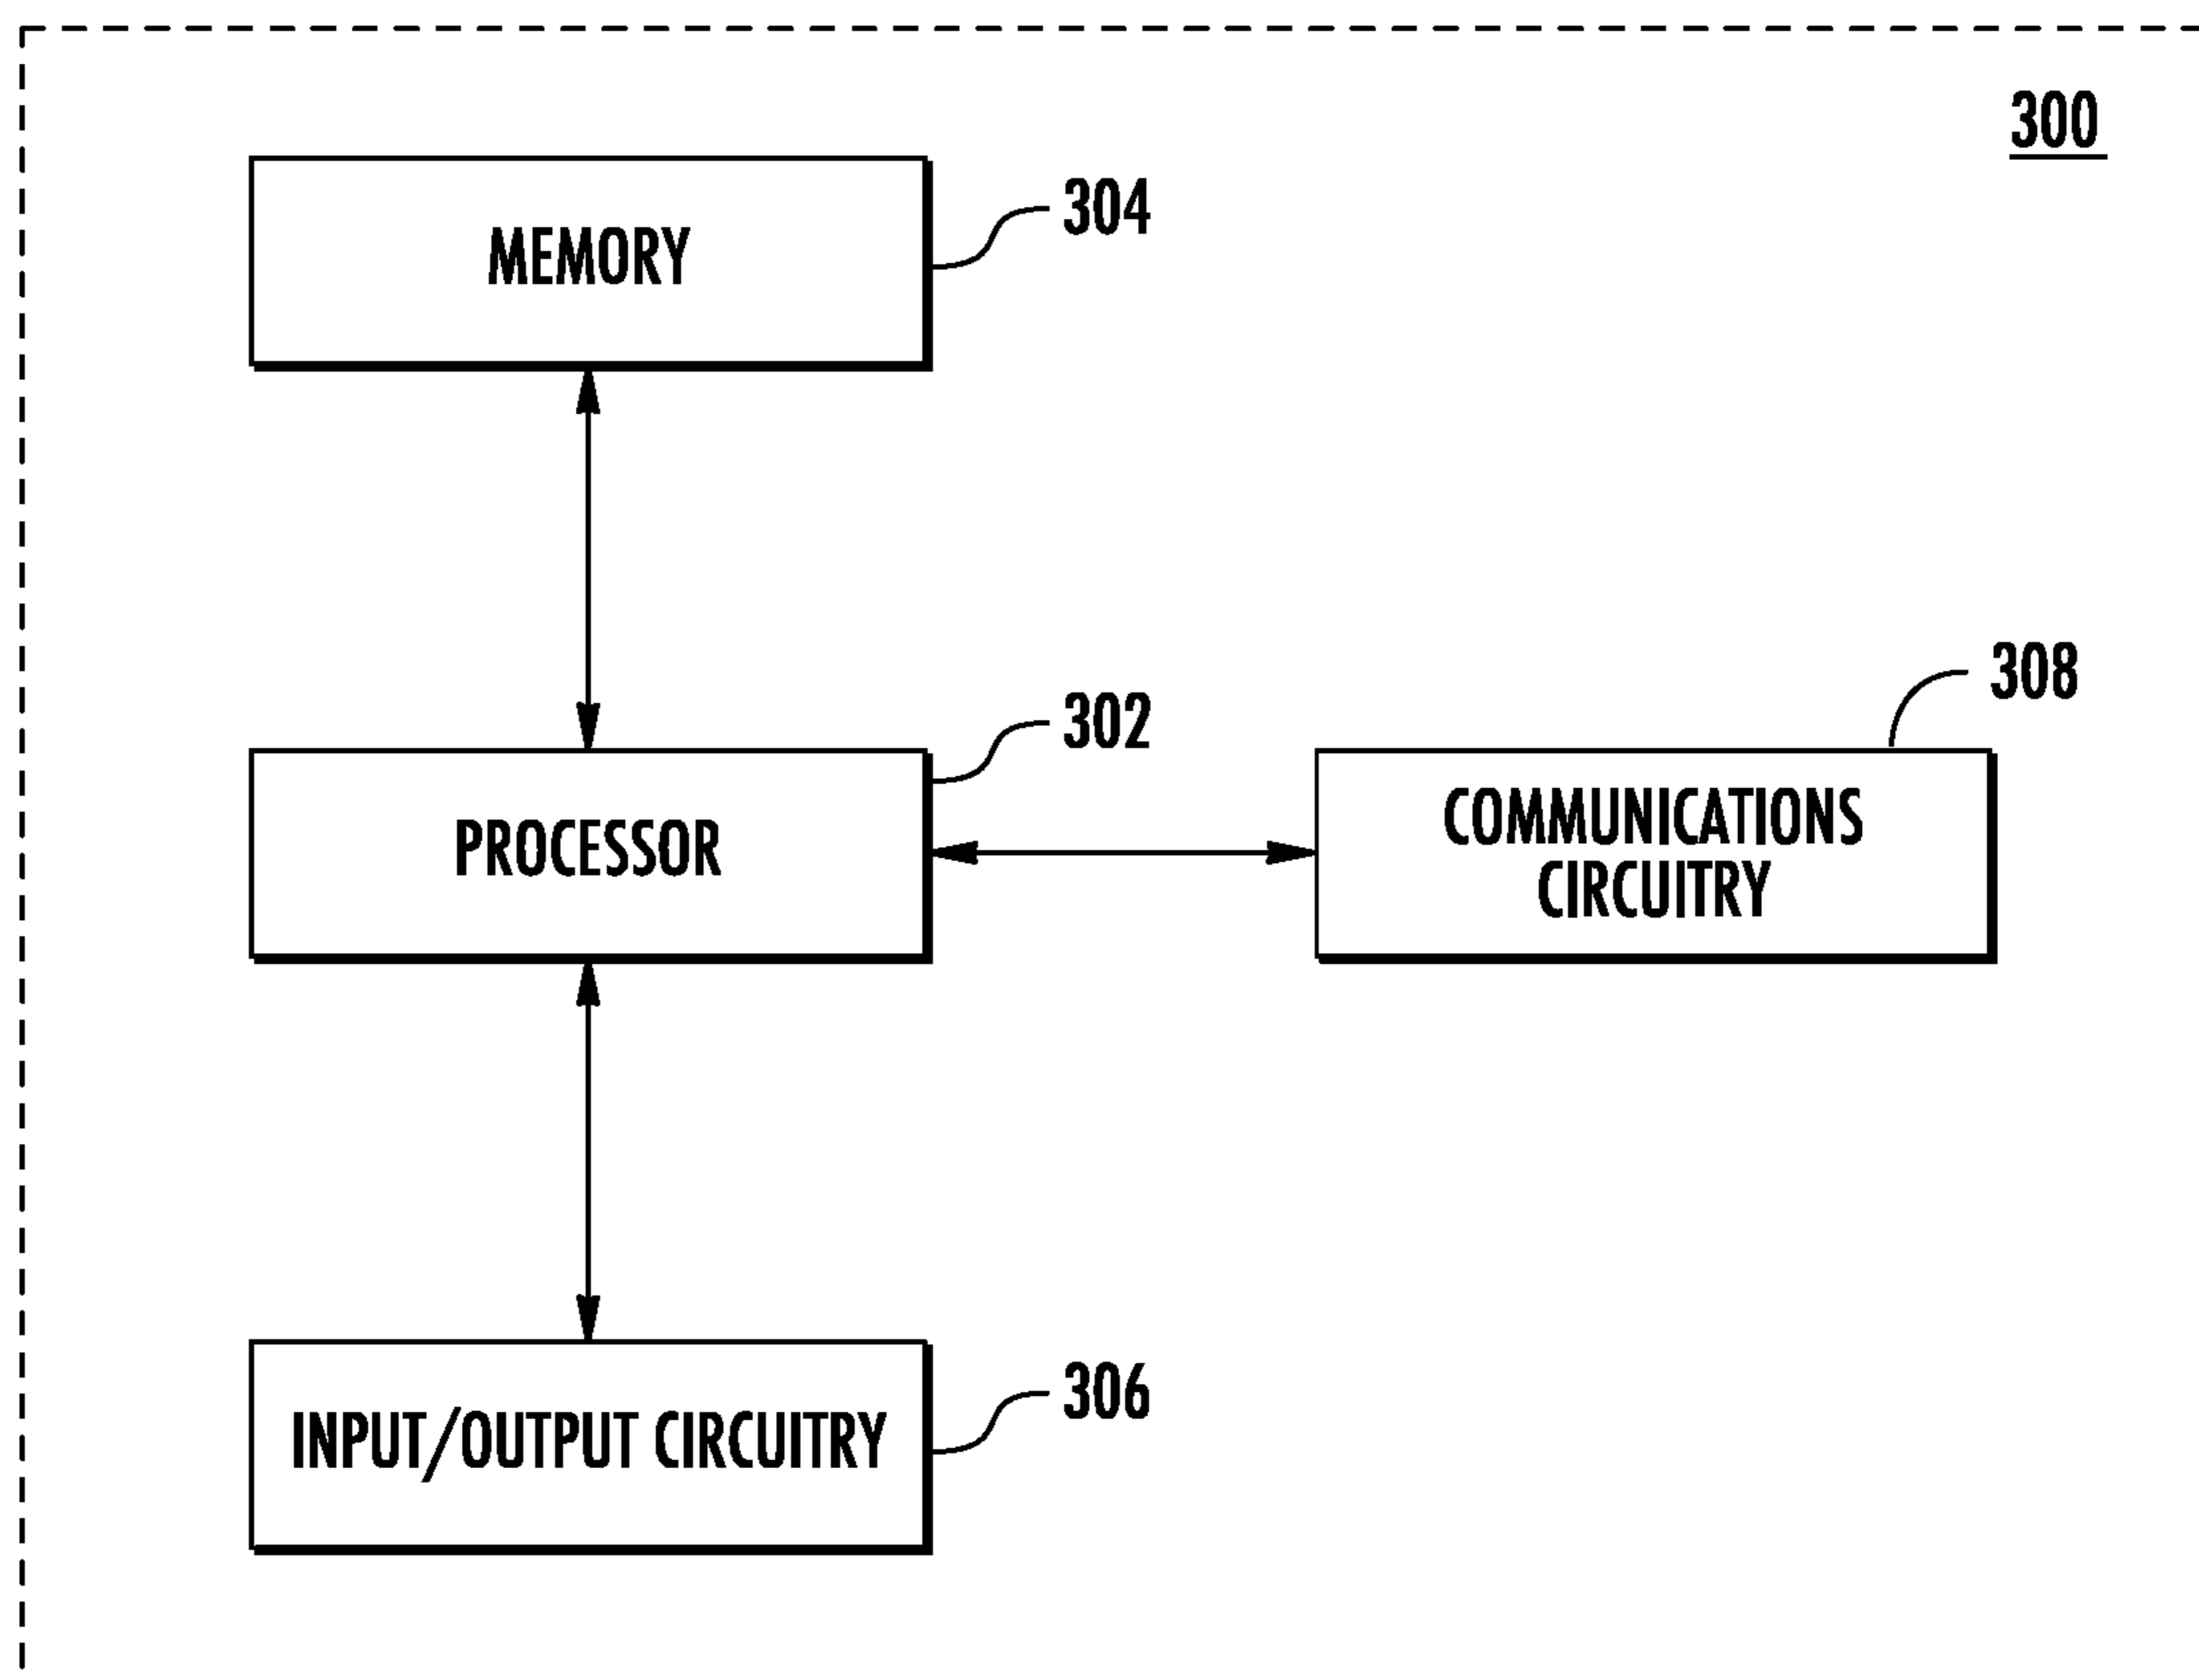 300
MEMORY
304
302
308
PROCESSOR
COMMUNICATIONS
CIRCUITRY
INPUT/OUTPUT CIRCUITRY
306